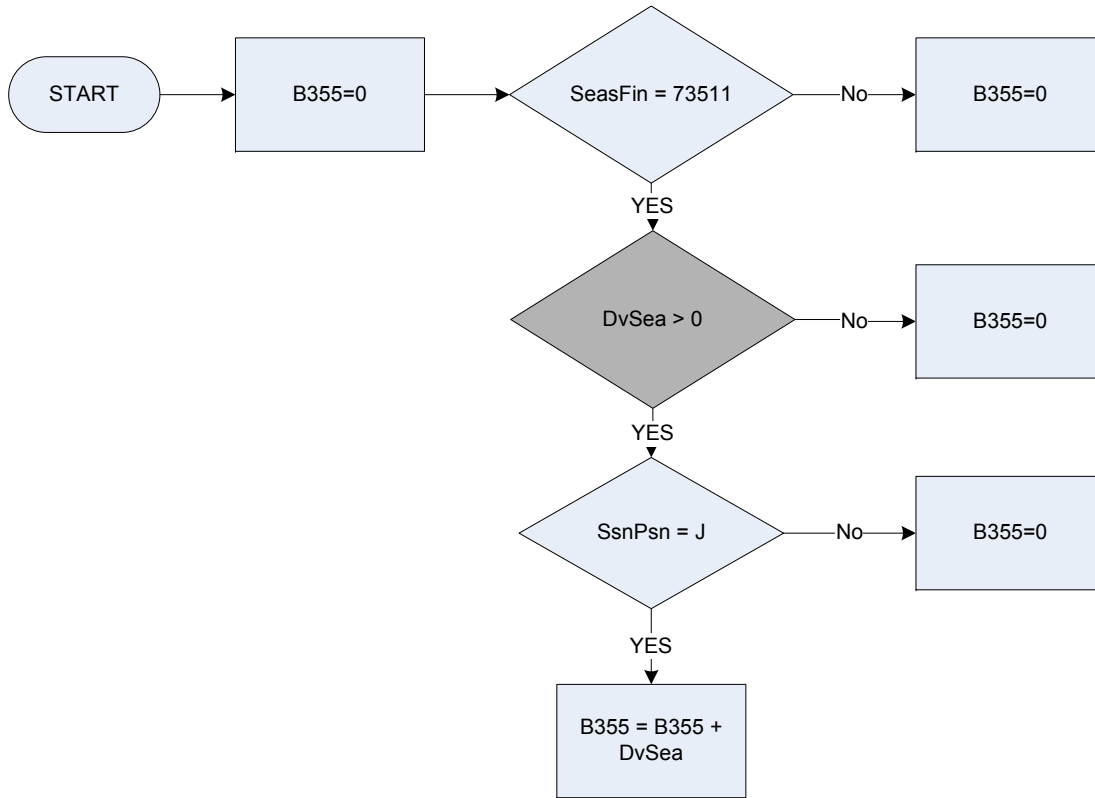 START
B355=0
SeasFin = 73511
No
B355=0
YES
DvSea > 0
No
B355=0
YES
SsnPsn = J
No
B355=0
YES
B355 = B355 +
DvSea